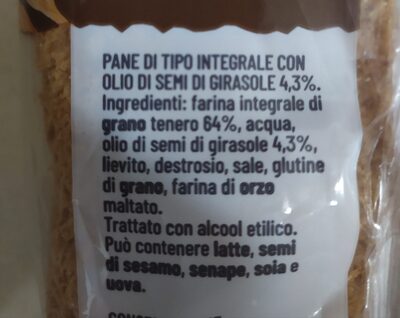 PANE DI TIPO INTEGRALE CON
OLIO DI SEMI DI GIRASOLE 4,3%.
Ingredienti: farina integrale di
grano tenero 64%, acqua,
olio di semi di girasole 4,3%,
lievito, destrosio, sale, glutine
di grano, farina di orzo
maltato.
Trattato con alcool etilico.
Può contenere latte, semi
di sesamo, senape, soia e
uova.